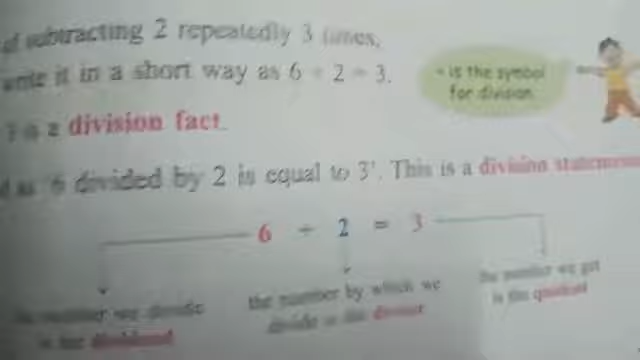 of subtracting 2 repeatedly 3 times,
write it in a short way as 6 ÷ 2 = 3.
÷ is the symbol
for division
is a division fact.
as '6 divided by 2 is equal to 3'. This is a division statement
6 ÷ 2 = 3
the number we divide
is the dividend
the number by which we
divide is the divisor
the number we get
is the quotient